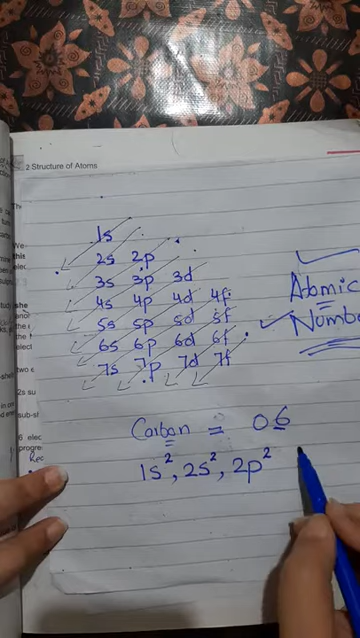 2 Structure of Atoms
1s
2s 2p
3s 3p 3d
4s 4p 4d 4f
5s 5p 5d 5f
6s 6p 6d 6f
7s 7p 7d 7f
Atomic
Number
Carbon = 06
1s², 2s², 2p²